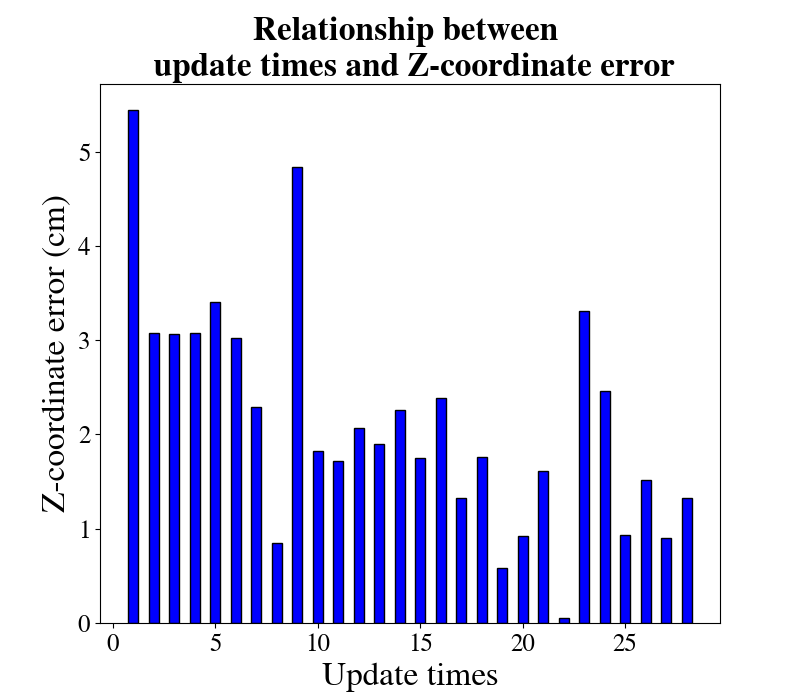 Relationship between
update times and Z-coordinate error
Z-coordinate error (cm)
5
4
3
2
1
0
0 5 10 15 20 25
Update times